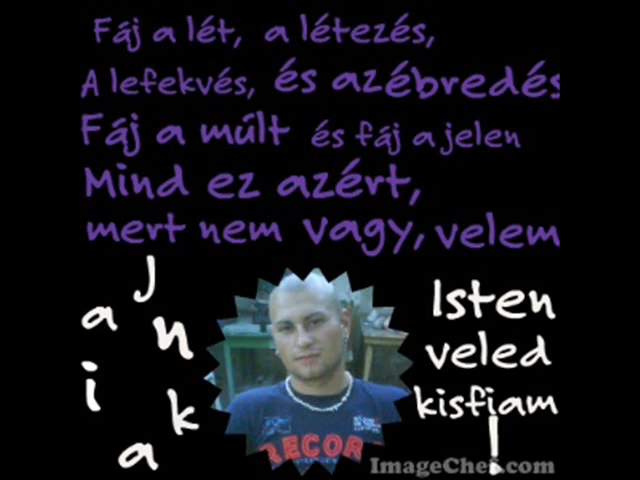 Fáj a lét, a létezés,
A lefekvés, és azébredés
Fáj a múlt és fáj a jelen
Mind ez azért,
mert nem vagy, velem
J
a n
i k
a
Isten
veled
kisfiam
!
RECOR
ImageChef.com